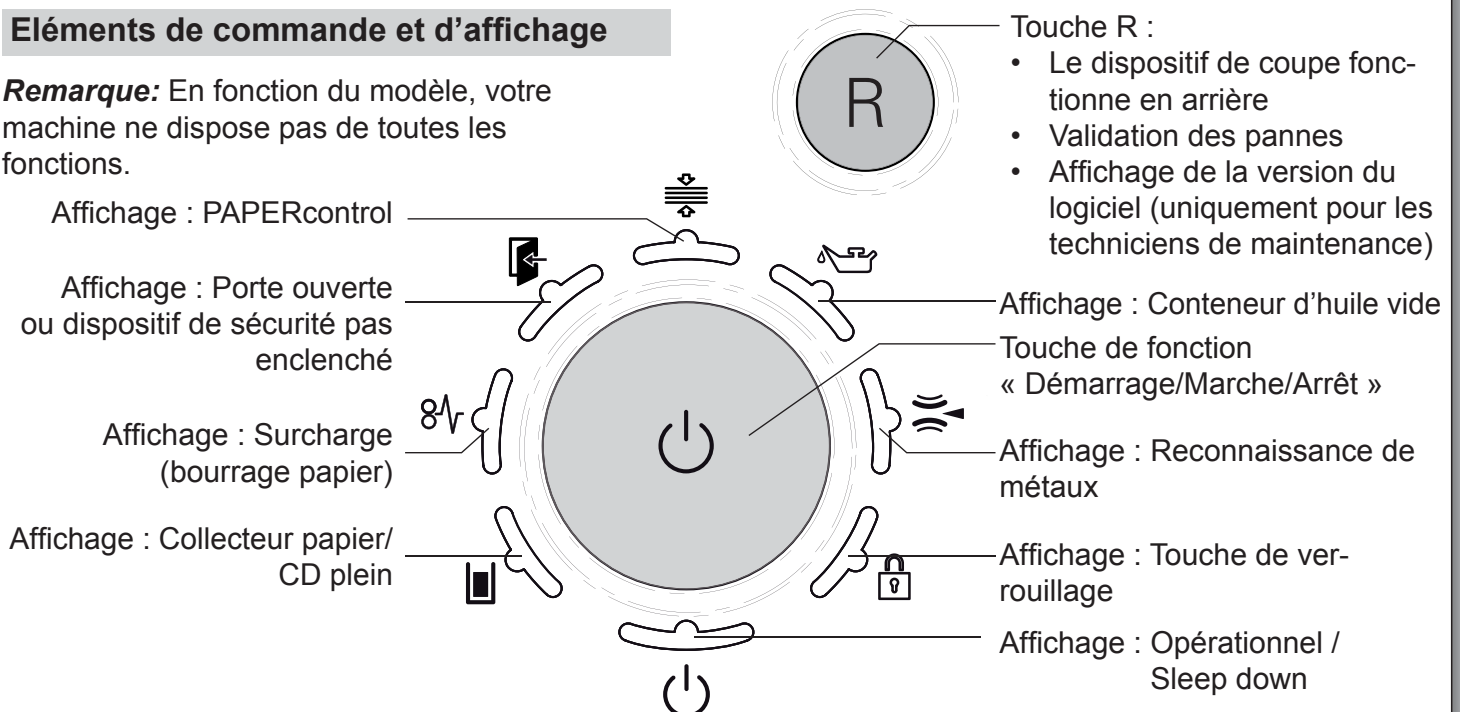 Eléments de commande et d’affichage
Remarque: En fonction du modèle, votre
machine ne dispose pas de toutes les
fonctions.
R
Touche R :
• Le dispositif de coupe fonc-
tionne en arrière
• Validation des pannes
• Affichage de la version du
logiciel (uniquement pour les
techniciens de maintenance)
Affichage : PAPERcontrol
Affichage : Porte ouverte
ou dispositif de sécurité pas
enclenché
Affichage : Surcharge
(bourrage papier)
Affichage : Collecteur papier/
CD plein
Affichage : Conteneur d’huile vide
Touche de fonction
« Démarrage/Marche/Arrêt »
Affichage : Reconnaissance de
métaux
Affichage : Touche de ver-
rouillage
Affichage : Opérationnel /
Sleep down